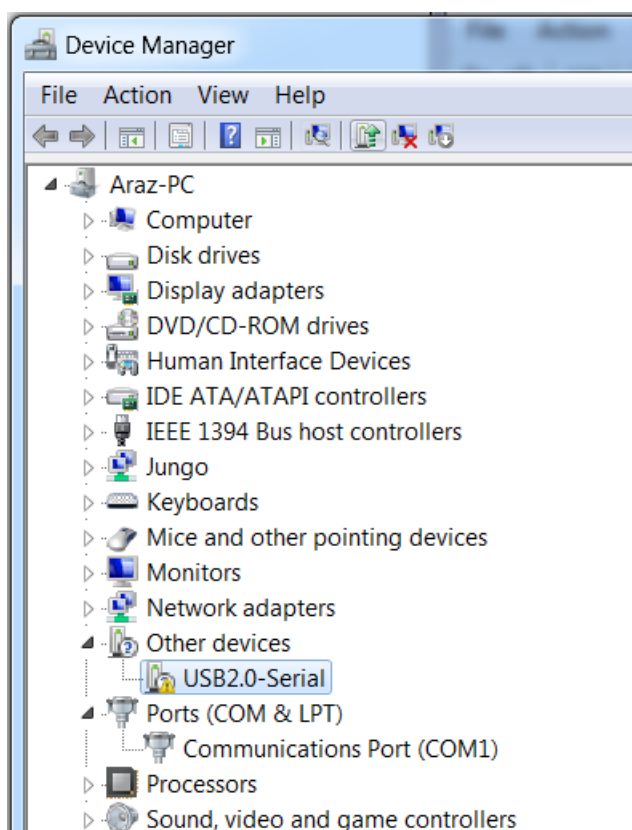 Device Manager
File Action View Help
Araz-PC
Computer
Disk drives
Display adapters
DVD/CD-ROM drives
Human Interface Devices
IDE ATA/ATAPI controllers
IEEE 1394 Bus host controllers
Jungo
Keyboards
Mice and other pointing devices
Monitors
Network adapters
Other devices
USB2.0-Serial
Ports (COM & LPT)
Communications Port (COM1)
Processors
Sound, video and game controllers